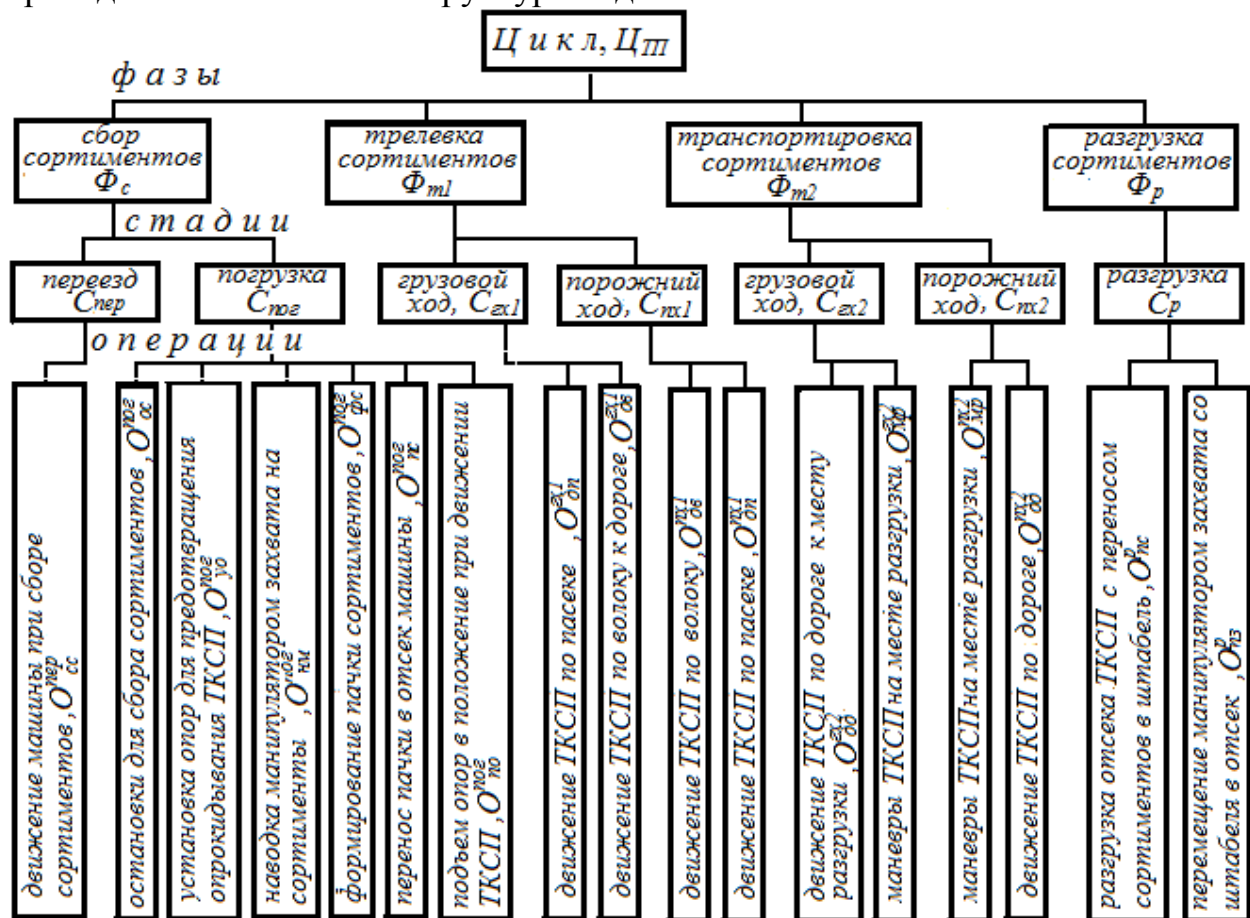 Ц и к л, Ц_ТП
ф а з ы
сбор
сортиментов
Ф_с
трелевка
сортиментов
Ф_т1
транспортировка
сортиментов
Ф_т2
разгрузка
сортиментов
Ф_р
с т а д и и
переезд
С_пер
погрузка
С_пог
грузовой
ход, С_гх1
порожний
ход, С_пх1
грузовой
ход, С_гх2
порожний
ход, С_пх2
разгрузка
С_р
о п е р а ц и и
движение машины при сборе
сортиментов, О_сс^пер
остановки для сбора сортиментов, О_ос^пог
установка опор для предотвращения
опрокидывания ТКСП, О_уо^пог
наводка манипулятором захвата на
сортименты, О_нм^пог
формирование пачки сортиментов, О_фс^пог
перенос пачки в отсек машины, О_пс^пог
подъем опор в положение при движении
ТКСП, О_по^пог
движение ТКСП по пасеке, О_дп^гх1
движение ТКСП по волоку к дороге, О_дв^гх1
движение ТКСП по волоку, О_дв^пх1
движение ТКСП по пасеке, О_дп^пх1
движение ТКСП по дороге к месту
разгрузки, О_дд^гх2
маневры ТКСП на месте разгрузки, О_мр^гх2
маневры ТКСП на месте разгрузки, О_мр^пх2
движение ТКСП по дороге, О_дд^пх2
разгрузка отсека ТКСП с переносом
сортиментов в штабель, О_пс^р
перемещение манипулятором захвата со
штабеля в отсек, О_пз^р